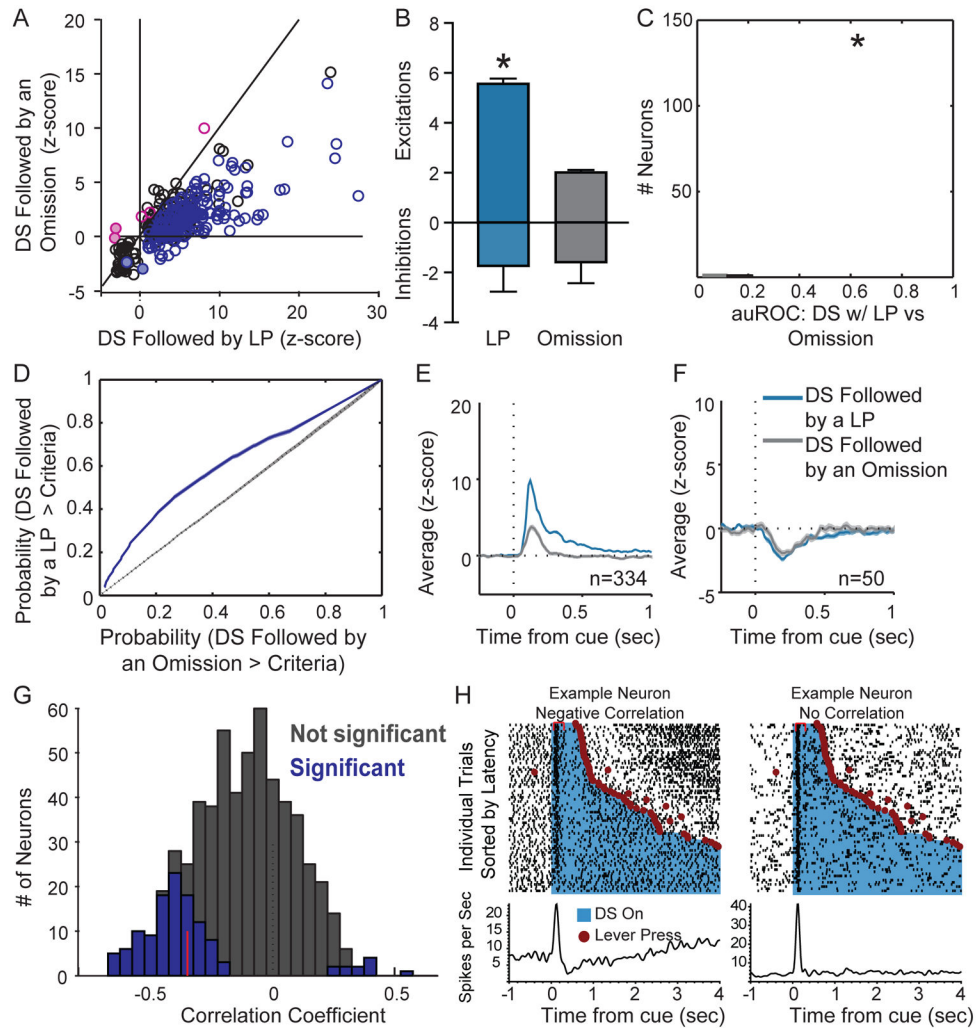 A
DS Followed by an
Omission (z-score)
20
15
10
5
0
-5
0
10
20
30
DS Followed by LP (z-score)
B
Excitations
Inhibitions
8
6
4
2
0
-2
-4
*
LP
Omission
C
# Neurons
150
100
50
*
0
0.2
0.4
0.6
0.8
1
auROC: DS w/ LP vs
Omission
D
Probability (DS Followed
by a LP > Criteria)
1
0.8
0.6
0.4
0.2
0
0
0.2
0.4
0.6
0.8
1
Probability (DS Followed by
an Omission > Criteria)
E
Average (z-score)
20
10
0
n=334
0
0.5
1
Time from cue (sec)
F
Average (z-score)
10
5
0
-5
DS Followed
by a LP
DS Followed
by an Omission
n=50
0
0.5
1
Time from cue (sec)
G
# of Neurons
60
50
40
30
20
10
0
Not significant
Significant
-0.5
0
0.5
Correlation Coefficient
H
Example Neuron
Negative Correlation
Example Neuron
No Correlation
Individual Trials
Sorted by Latency
Spikes per Sec
20
15
10
5
DS On
Lever Press
-1
0
1
2
3
4
Time from cue (sec)
40
30
20
10
-1
0
1
2
3
4
Time from cue (sec)